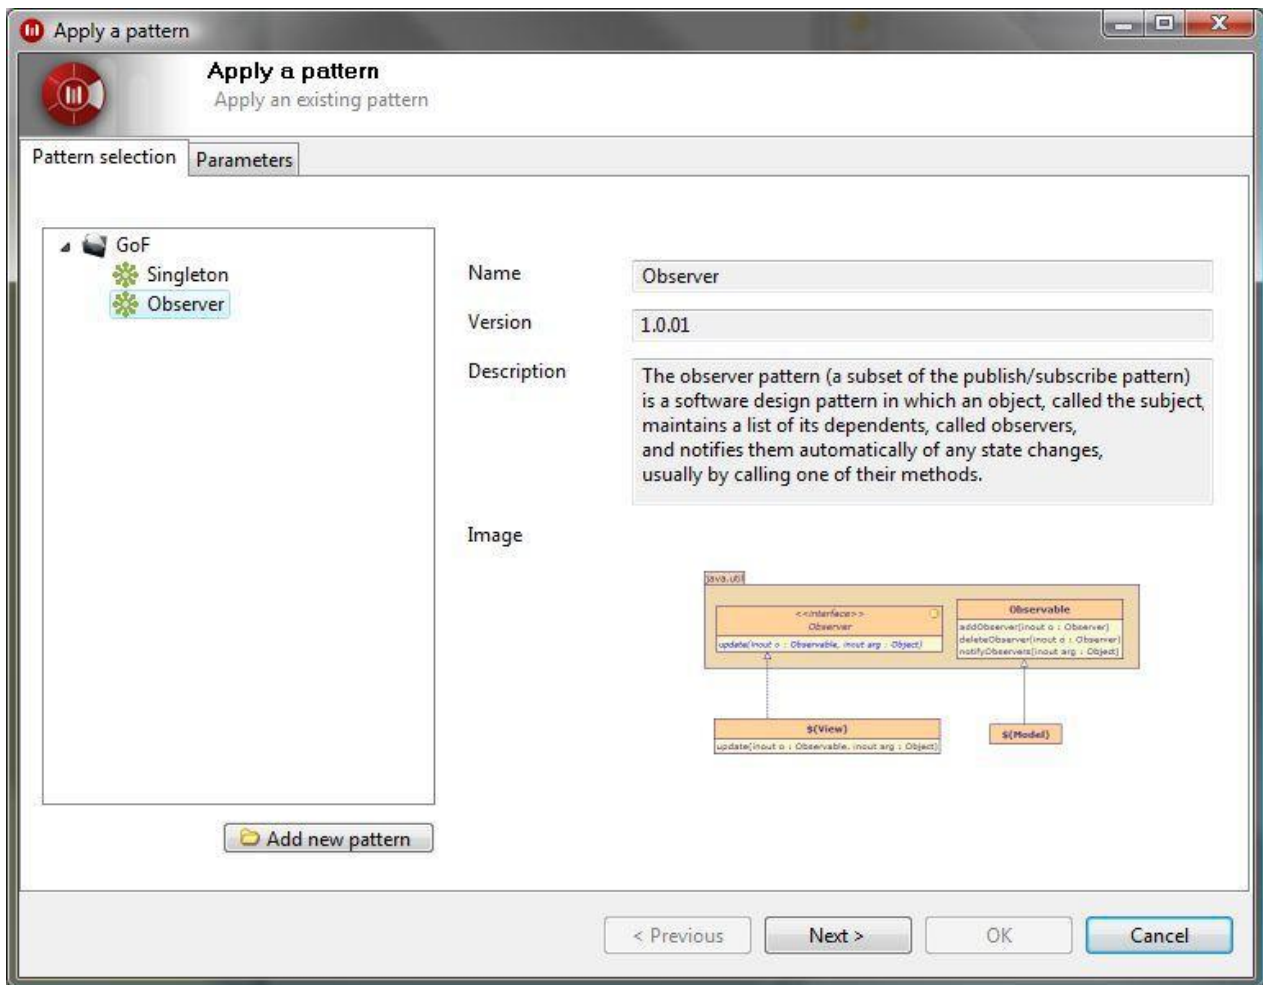 Apply a pattern
Apply a pattern
Apply an existing pattern
Pattern selection
Parameters
GoF
Singleton
Observer
Name
Observer
Version
1.0.01
Description
The observer pattern (a subset of the publish/subscribe pattern)
is a software design pattern in which an object, called the subject,
maintains a list of its dependents, called observers,
and notifies them automatically of any state changes,
usually by calling one of their methods.
Image
java.util
<<interface>>
Observer
update(inout o : Observable, inout arg : Object)
Observable
addObserver(inout o : Observer)
deleteObserver(inout o : Observer)
notifyObservers(inout arg : Object)
$(View)
update(inout o : Observable, inout arg : Object)
$(Model)
Add new pattern
< Previous
Next >
OK
Cancel